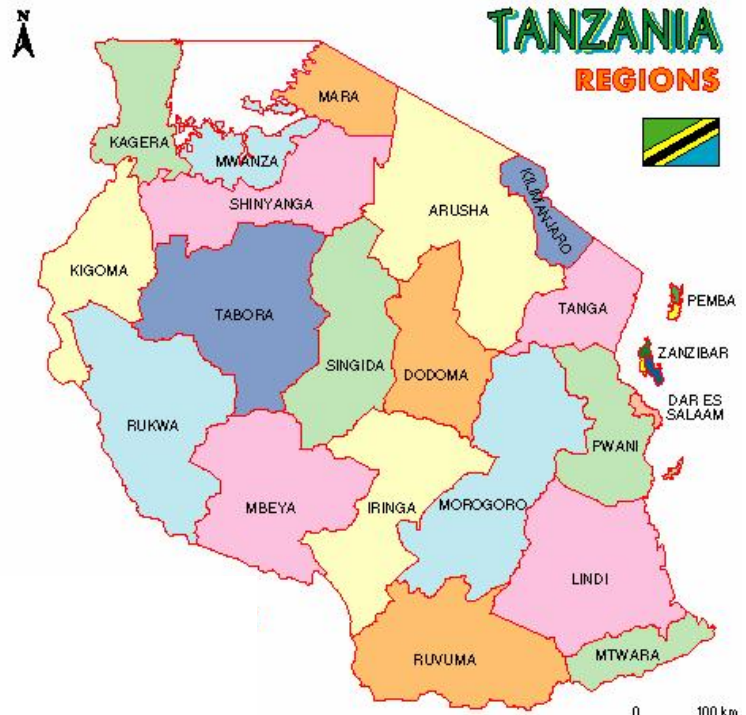 N
TANZANIA
REGIONS
MARA
KAGERA
MWANZA
SHINYANGA
ARUSHA
KILIMANJARO
KIGOMA
TABORA
TANGA
PEMBA
ZANZIBAR
SINGIDA
DODOMA
DAR ES
SALAAM
RUKWA
PWANI
MBEYA
IRINGA
MOROGORO
LINDI
RUVUMA
MTWARA
0 100 km